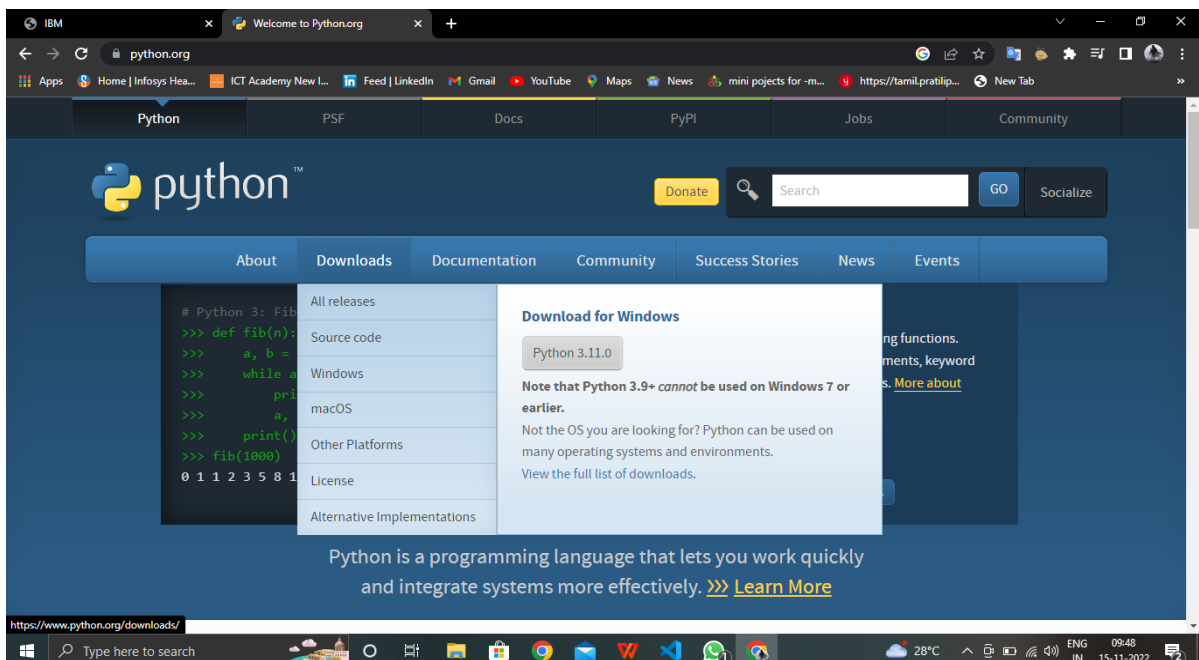 IBM
Welcome to Python.org
python.org
Apps
Home | Infosys Hea...
ICT Academy New I...
Feed | LinkedIn
Gmail
YouTube
Maps
News
mini pojects for -m...
https://tamil.pratilip...
New Tab
Python
PSF
Docs
PyPI
Jobs
Community
python™
Donate
Search
GO
Socialize
About
Downloads
Documentation
Community
Success Stories
News
Events
# Python 3: Fib
>>> def fib(n):
>>> a, b =
>>> while a
>>> pri
>>> a,
>>> print()
>>> fib(1000)
0 1 1 2 3 5 8 1
All releases
Source code
Windows
macOS
Other Platforms
License
Alternative Implementations
Download for Windows
Python 3.11.0
Note that Python 3.9+ cannot be used on Windows 7 or
earlier.
Not the OS you are looking for? Python can be used on
many operating systems and environments.
View the full list of downloads.
ng functions.
ments, keyword
s. More about
Python is a programming language that lets you work quickly
and integrate systems more effectively. >>> Learn More
https://www.python.org/downloads/
Type here to search
28°C
ENG
IN
09:48
15-11-2022